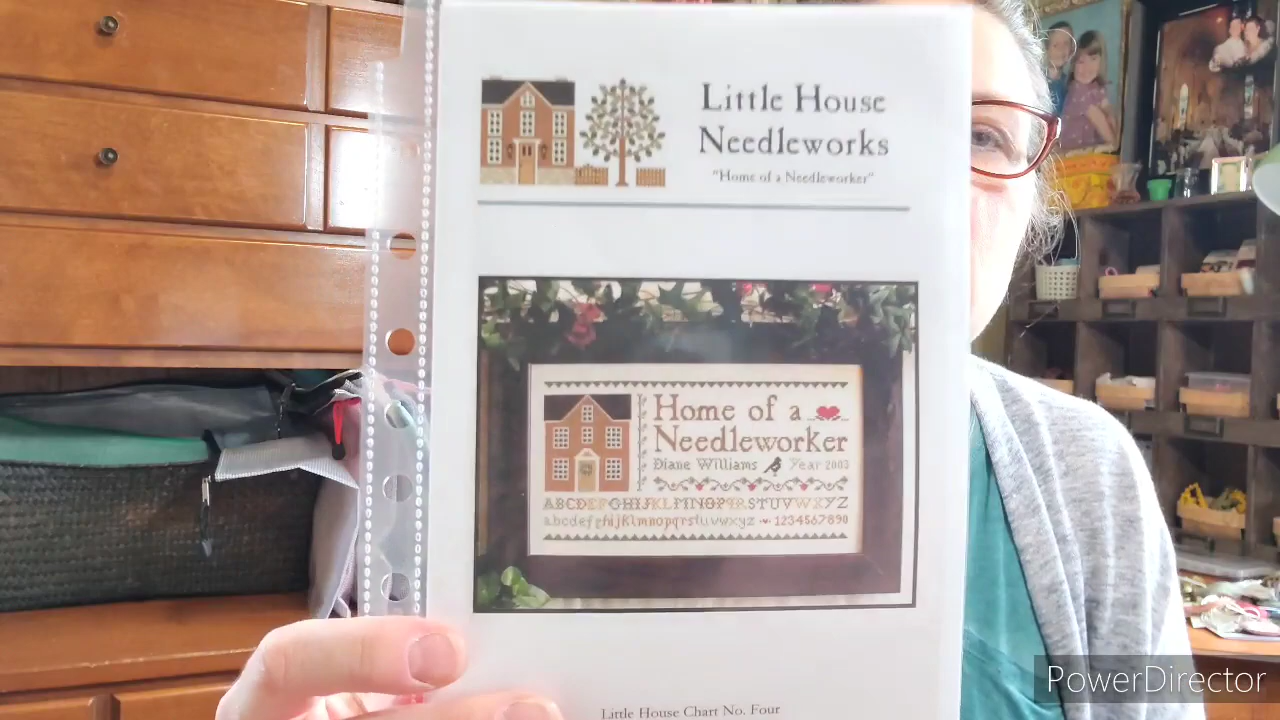 Little House
Needleworks
"Home of a Needleworker"
Home of a
Needleworker
Diane Williams Year 2003
ABCDEFGHIJKLMNOPQRSTUVWXYZ
abcdefghijklmnopqrstuvwxyz 1234567890
Little House Chart No. Four
PowerDirector